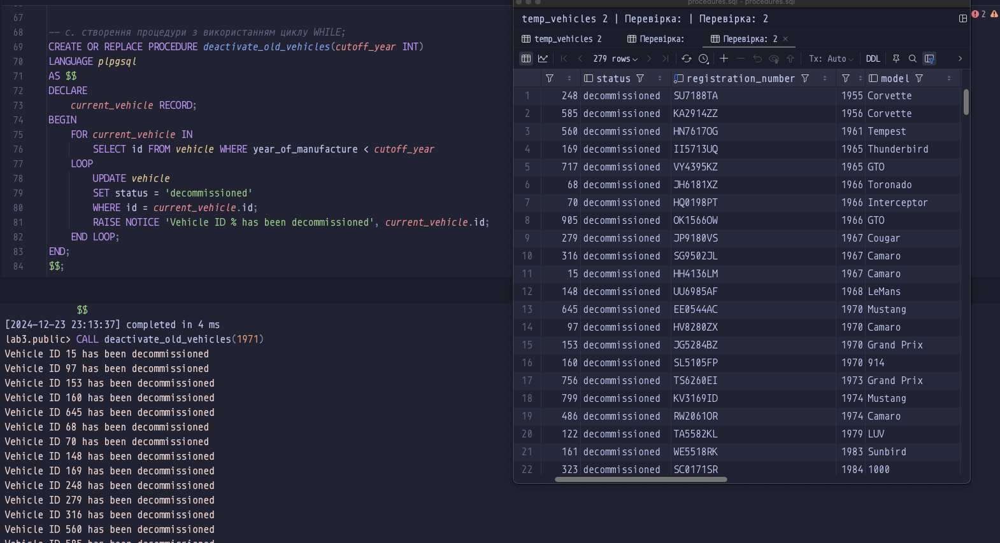 67
68 -- c. створення процедури з використанням циклу WHILE;
69 CREATE OR REPLACE PROCEDURE deactivate_old_vehicles(cutoff_year INT)
70 LANGUAGE plpgsql
71 AS $$
72 DECLARE
73 current_vehicle RECORD;
74 BEGIN
75 FOR current_vehicle IN
76 SELECT id FROM vehicle WHERE year_of_manufacture < cutoff_year
77 LOOP
78 UPDATE vehicle
79 SET status = 'decommissioned'
80 WHERE id = current_vehicle.id;
81 RAISE NOTICE 'Vehicle ID % has been decommissioned', current_vehicle.id;
82 END LOOP;
83 END;
84 $$;
$$
[2024-12-23 23:13:37] completed in 4 ms
lab3.public> CALL deactivate_old_vehicles(1971)
Vehicle ID 15 has been decommissioned
Vehicle ID 97 has been decommissioned
Vehicle ID 153 has been decommissioned
Vehicle ID 160 has been decommissioned
Vehicle ID 645 has been decommissioned
Vehicle ID 68 has been decommissioned
Vehicle ID 70 has been decommissioned
Vehicle ID 148 has been decommissioned
Vehicle ID 169 has been decommissioned
Vehicle ID 248 has been decommissioned
Vehicle ID 279 has been decommissioned
Vehicle ID 316 has been decommissioned
Vehicle ID 560 has been decommissioned
Vehicle ID 585 has been decommissioned
procedures.sql - procedures.sql
temp_vehicles 2 | Перевірка: | Перевірка: 2
2
temp_vehicles 2 Перевірка: Перевірка: 2
279 rows Tx: Auto DDL
status registration_number model
1 248 decommissioned SU7188TA 1955 Corvette
2 585 decommissioned KA2914ZZ 1956 Corvette
3 560 decommissioned HN7617OG 1961 Tempest
4 169 decommissioned II5713UQ 1965 Thunderbird
5 717 decommissioned VY4395KZ 1965 GTO
6 68 decommissioned JH6181XZ 1966 Toronado
7 70 decommissioned HQ0198PT 1966 Interceptor
8 905 decommissioned OK1566OW 1966 GTO
9 279 decommissioned JP9180VS 1967 Cougar
10 316 decommissioned SG9502JL 1967 Camaro
11 15 decommissioned HH4136LM 1967 Camaro
12 148 decommissioned UU6985AF 1968 LeMans
13 645 decommissioned EE0544AC 1970 Mustang
14 97 decommissioned HV8280ZX 1970 Camaro
15 153 decommissioned JG5284BZ 1970 Grand Prix
16 160 decommissioned SL5105FP 1970 914
17 756 decommissioned TS6260EI 1973 Grand Prix
18 799 decommissioned KV3169ID 1974 Mustang
19 486 decommissioned RW2061OR 1974 Camaro
20 122 decommissioned TA5582KL 1979 LUV
21 161 decommissioned WE5518RK 1983 Sunbird
22 323 decommissioned SC0171SR 1984 1000